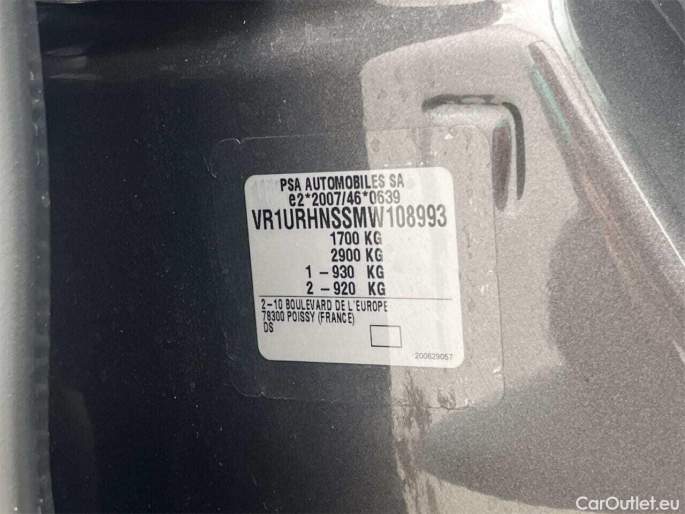 PSA AUTOMOBILES SA
e2*2007/46*0639
VR1URHNSSMW108993
1700 KG
2900 KG
1 - 930 KG
2 - 920 KG
2-10 BOULEVARD DE L'EUROPE
78300 POISSY (FRANCE)
DS
200629057
CarOutlet.eu